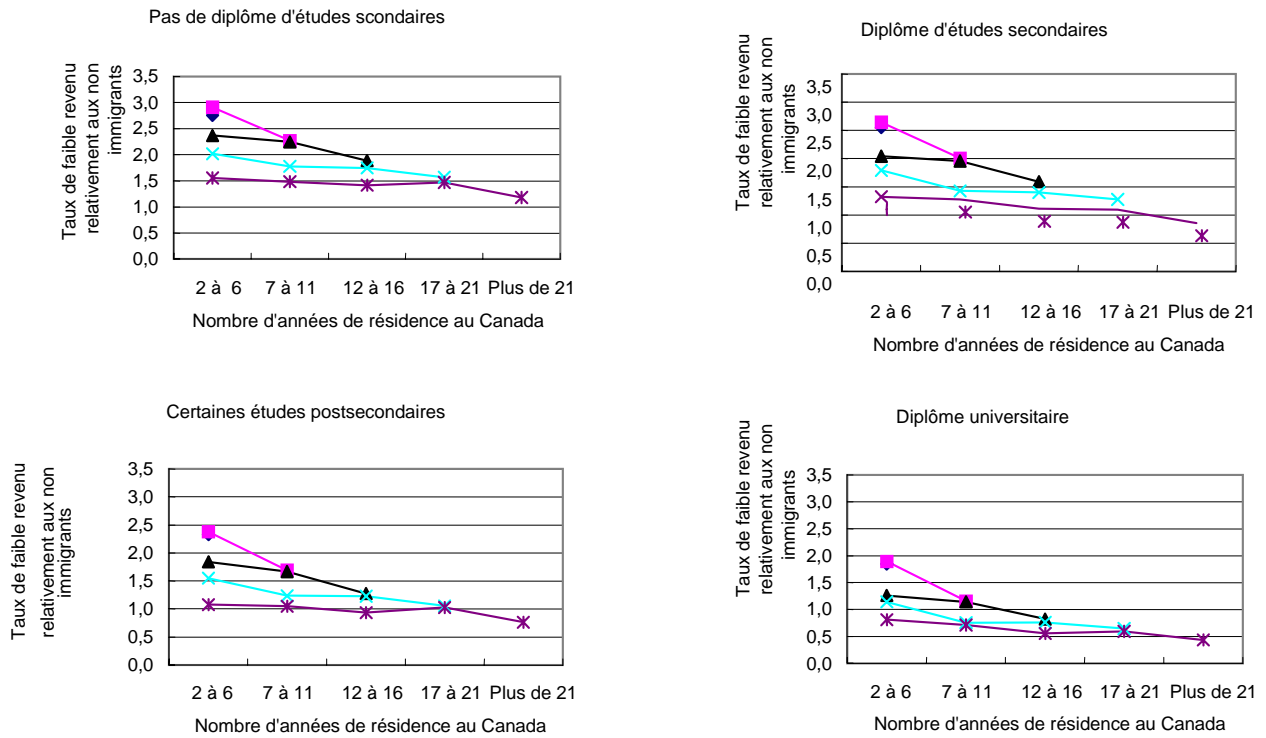 Pas de diplôme d'études scondaires
Taux de faible revenu
relativement aux non
immigrants
3,5
3,0
2,5
2,0
1,5
1,0
0,5
0,0
2 à 6
7 à 11
12 à 16
17 à 21
Plus de 21
Nombre d'années de résidence au Canada
Diplôme d'études secondaires
Taux de faible revenu
relativement aux non
immigrants
3,5
3,0
2,5
2,0
1,5
1,0
0,5
0,0
2 à 6
7 à 11
12 à 16
17 à 21
Plus de 21
Nombre d'années de résidence au Canada
Certaines études postsecondaires
Taux de faible revenu
relativement aux non
immigrants
3,5
3,0
2,5
2,0
1,5
1,0
0,5
0,0
2 à 6
7 à 11
12 à 16
17 à 21
Plus de 21
Nombre d'années de résidence au Canada
Diplôme universitaire
Taux de faible revenu
relativement aux non
immigrants
3,5
3,0
2,5
2,0
1,5
1,0
0,5
0,0
2 à 6
7 à 11
12 à 16
17 à 21
Plus de 21
Nombre d'années de résidence au Canada